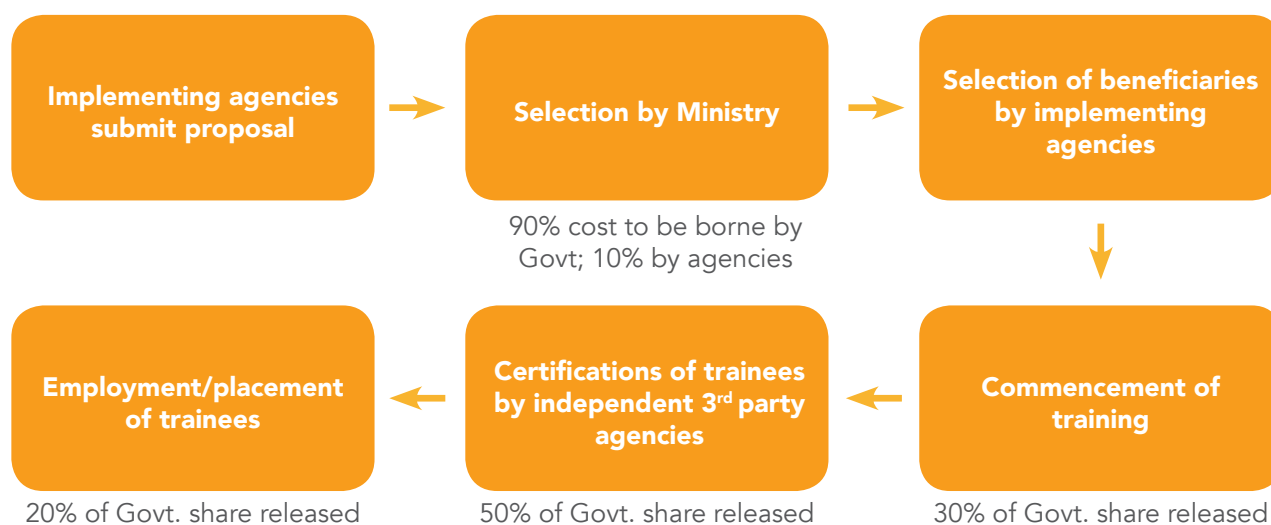 Implementing agencies
submit proposal
Selection by Ministry
90% cost to be borne by
Govt; 10% by agencies
Selection of beneficiaries
by implementing
agencies
Commencement of
training
30% of Govt. share released
Certifications of trainees
by independent 3rd party
agencies
50% of Govt. share released
Employment/placement
of trainees
20% of Govt. share released